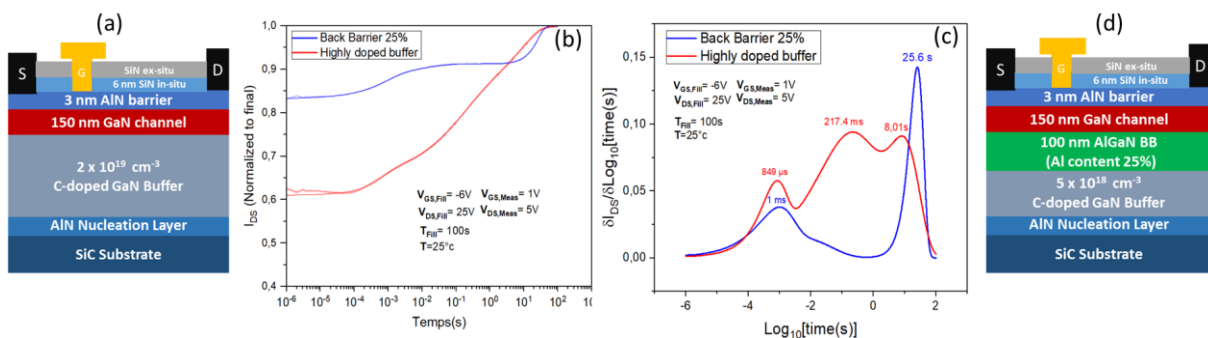 (a)
S
G
D
SiN ex-situ
6 nm SiN in-situ
3 nm AlN barrier
150 nm GaN channel
2 x 10¹⁹ cm⁻³
C-doped GaN Buffer
AlN Nucleation Layer
SiC Substrate
(b)
Back Barrier 25%
Highly doped buffer
I_DS (Normalized to final)
1,0
0,9
0,8
0,7
0,6
0,5
0,4
V_GS,Fill= -6V V_GS,Meas= 1V
V_DS,Fill= 25V V_DS,Meas= 5V
T_Fill= 100s
T=25°c
10⁻⁶ 10⁻⁵ 10⁻⁴ 10⁻³ 10⁻² 10⁻¹ 10⁰ 10¹ 10² 10³
Temps(s)
(c)
Back Barrier 25%
Highly doped buffer
δI_DS/δLog₁₀[time(s)]
0,15
0,10
0,05
0,00
V_GS,Fill= -6V V_GS,Meas= 1V
V_DS,Fill= 25V V_DS,Meas= 5V
T_Fill= 100s
T=25°c
25.6 s
217.4 ms
8,01s
849 µs
1 ms
-6 -4 -3 -2 0 2
Log₁₀[time(s)]
(d)
S
G
D
SiN ex-situ
6 nm SiN in-situ
3 nm AlN barrier
150 nm GaN channel
100 nm AlGaN BB
(Al content 25%)
5 x 10¹⁸ cm⁻³
C-doped GaN Buffer
AlN Nucleation Layer
SiC Substrate